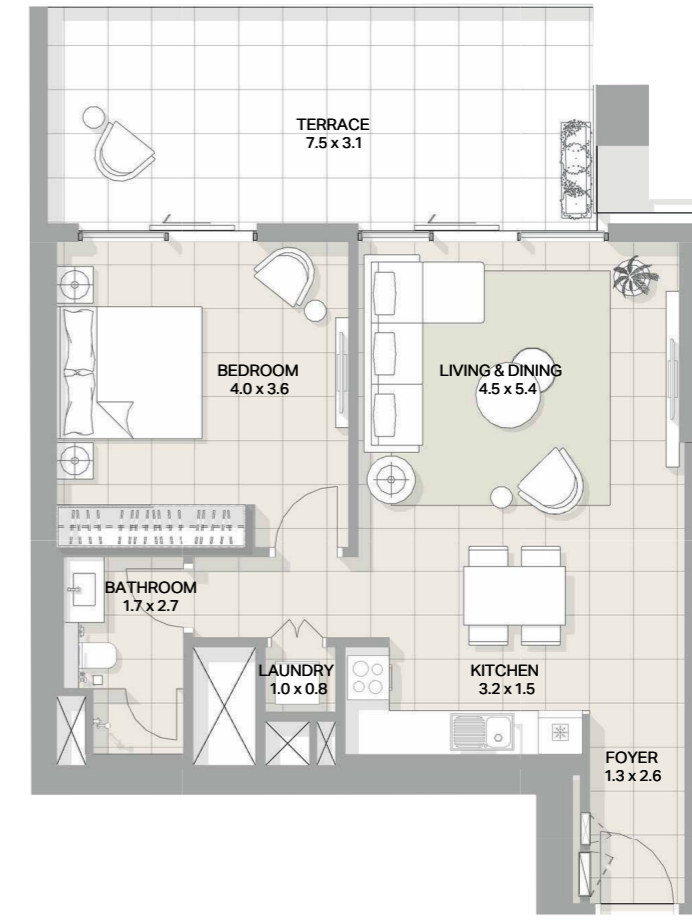 TERRACE
7.5 x 3.1
BEDROOM
4.0 x 3.6
LIVING & DINING
4.5 x 5.4
BATHROOM
1.7 x 2.7
LAUNDRY
1.0 x 0.8
KITCHEN
3.2 x 1.5
FOYER
1.3 x 2.6